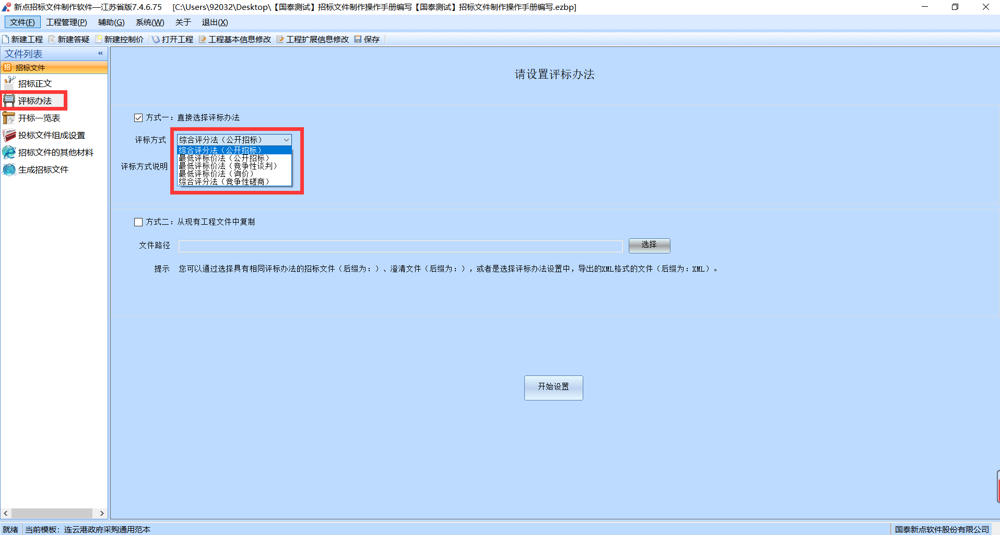 新点招标文件制作软件—江苏省版7.4.6.75 [C:\Users\92032\Desktop\【国泰测试】招标文件制作操作手册编写【国泰测试】招标文件制作操作手册编写.ezbp]
文件(F) 工程管理(P) 辅助(G) 系统(W) 关于 退出(X)
新建工程 新建答疑 新建控制价 打开工程 工程基本信息修改 工程扩展信息修改 保存
文件列表 «
招 招标文件
招标正文
评标办法
开标一览表
投标文件组成设置
招标文件的其他材料
生成招标文件
请设置评标办法
方式一：直接选择评标办法
评标方式 综合评分法（公开招标）
综合评分法（公开招标）
最低评标价法（公开招标）
最低评标价法（竞争性谈判）
最低评标价法（询价）
综合评分法（竞争性磋商）
评标方式说明
方式二：从现有工程文件中复制
文件路径 选择
提示 您可以通过选择具有相同评标办法的招标文件（后缀为：）、澄清文件（后缀为：），或者是选择评标办法设置中，导出的XML格式的文件（后缀为：XML）。
开始设置
就绪 当前模板：连云港政府采购通用范本 国泰新点软件股份有限公司